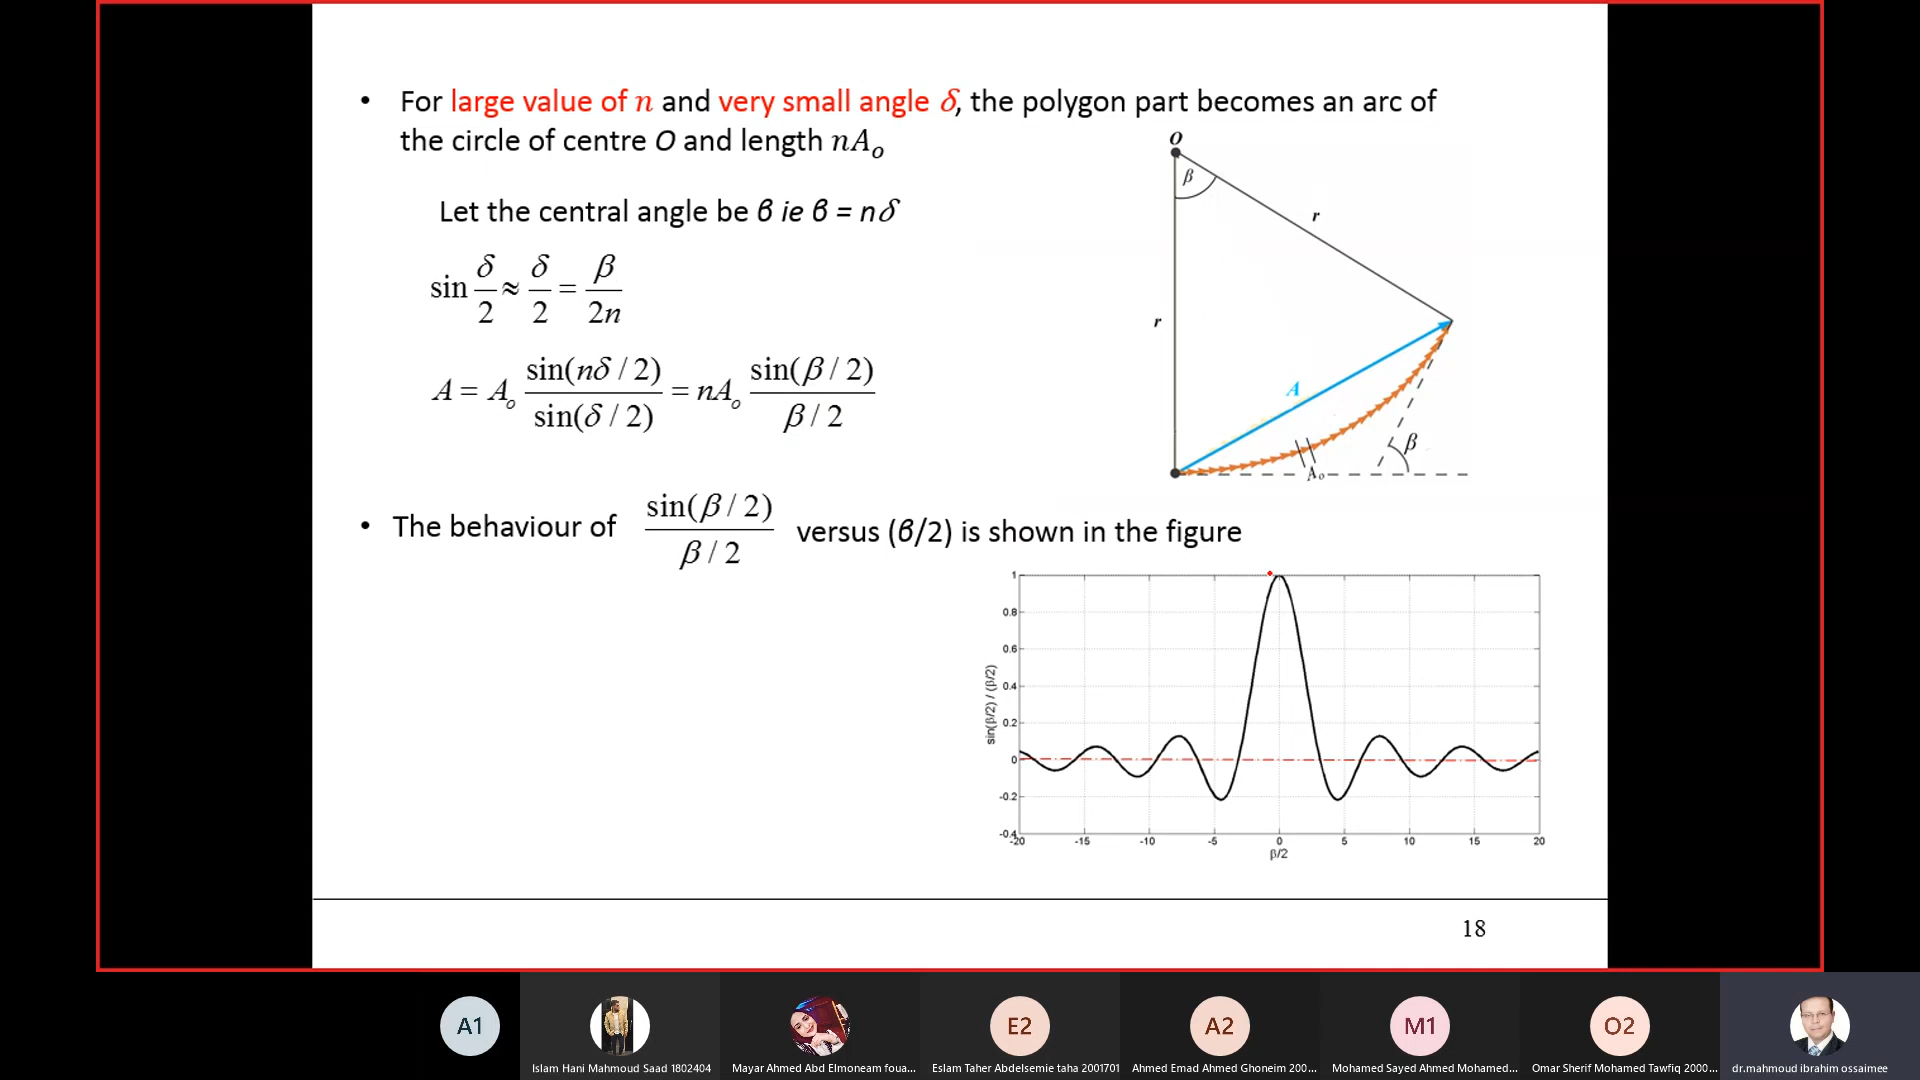 • For large value of n and very small angle δ, the polygon part becomes an arc of
the circle of centre O and length nAₒ
Let the central angle be β ie β = nδ
sin δ/2 ≈ δ/2 = β/2n
A = Aₒ sin(nδ / 2)/sin(δ / 2) = nAₒ sin(β / 2)/β / 2
O
β
r
r
A
β
Aₒ
• The behaviour of sin(β / 2)/β / 2 versus (β/2) is shown in the figure
1
0.8
0.6
0.4
0.2
0
-0.2
-0.4
sin(β/2) / (β/2)
-20 -15 -10 -5 0 5 10 15 20
β/2
18
A1 E2 A2 M1 O2
Islam Hani Mahmoud Saad 1802404
Mayar Ahmed Abd Elmoneam foua...
Eslam Taher Abdelsemie taha 2001701
Ahmed Emad Ahmed Ghoneim 200...
Mohamed Sayed Ahmed Mohamed...
Omar Sherif Mohamed Tawfiq 2000...
dr.mahmoud ibrahim ossaimee